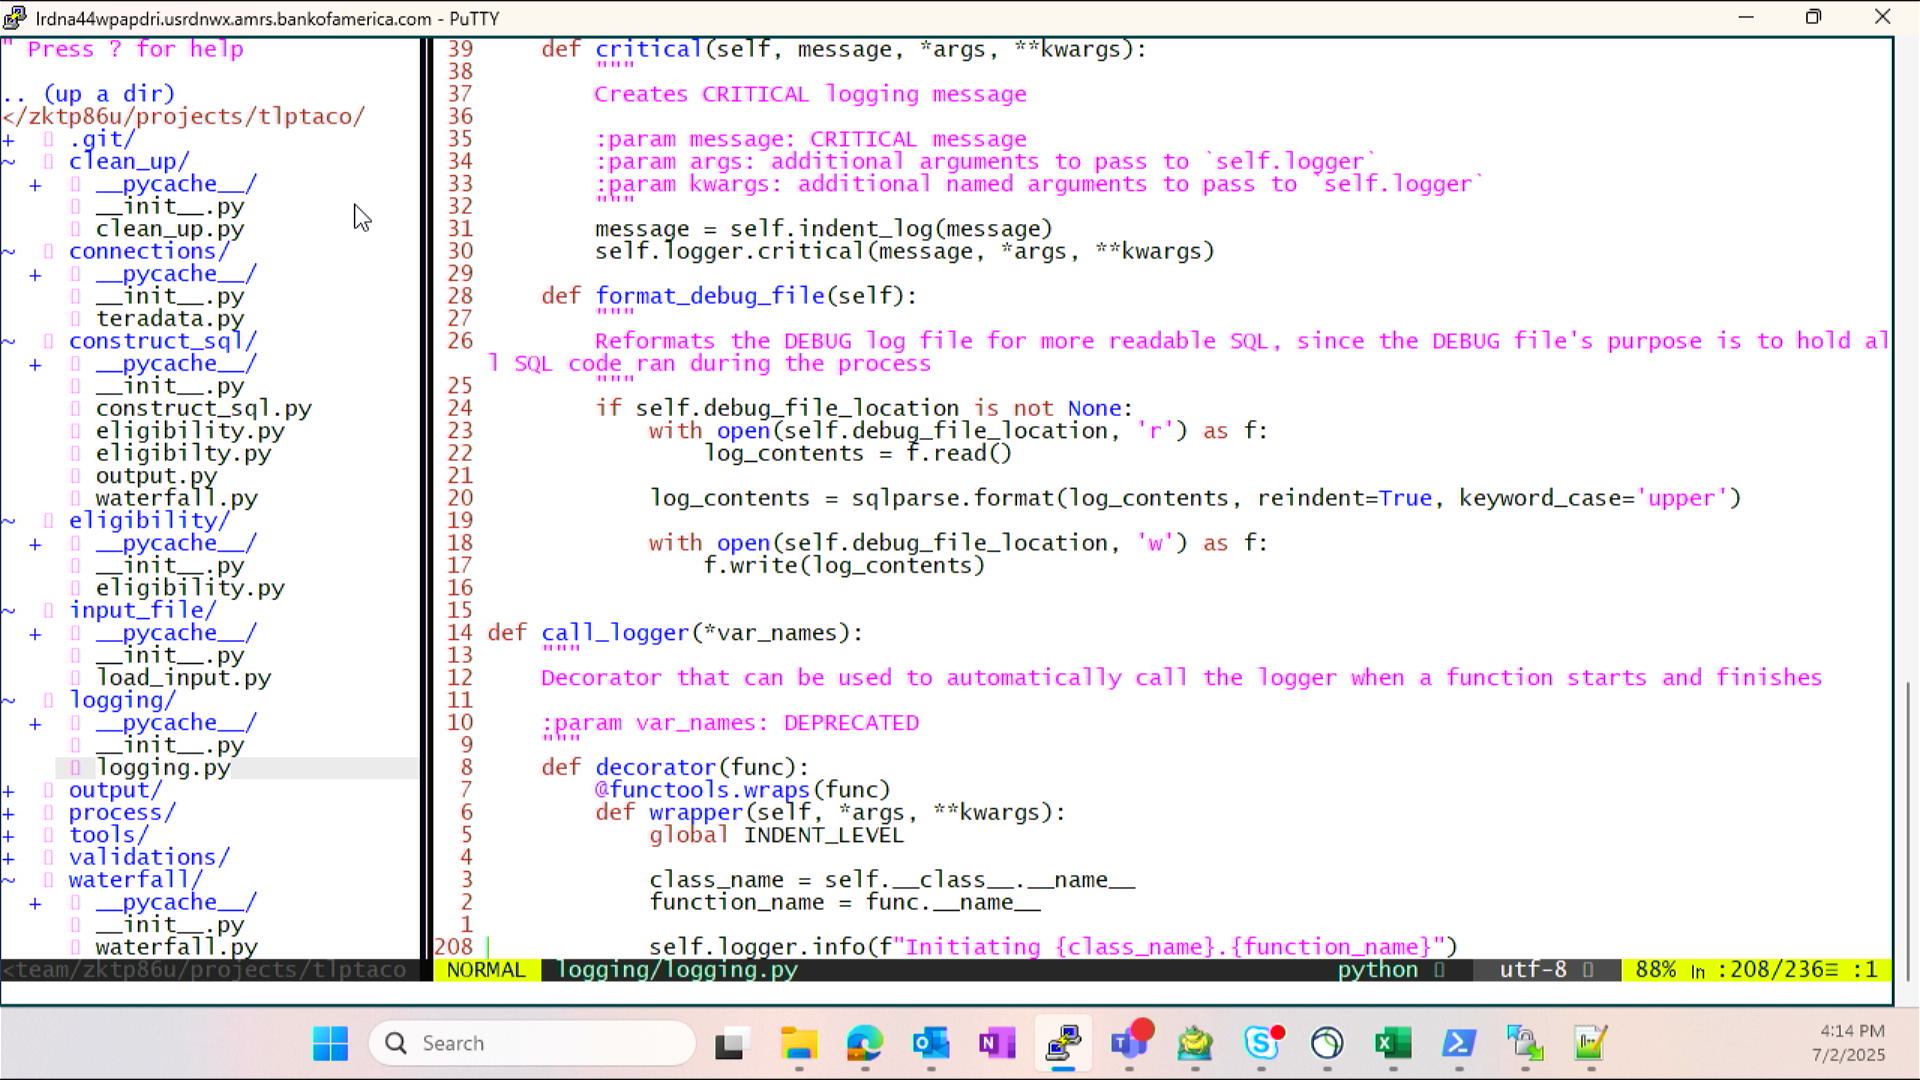 lrdna44wpapdri.usrdnwx.amrs.bankofamerica.com - PuTTY
" Press ? for help
.. (up a dir)
</zktp86u/projects/tlptaco/
+ .git/
~ clean_up/
+ __pycache__/
__init__.py
clean_up.py
~ connections/
+ __pycache__/
__init__.py
teradata.py
~ construct_sql/
+ __pycache__/
__init__.py
construct_sql.py
eligibility.py
eligibilty.py
output.py
waterfall.py
~ eligibility/
+ __pycache__/
__init__.py
eligibility.py
~ input_file/
+ __pycache__/
__init__.py
load_input.py
~ logging/
+ __pycache__/
__init__.py
logging.py
+ output/
+ process/
+ tools/
+ validations/
~ waterfall/
+ __pycache__/
__init__.py
waterfall.py
<team/zktp86u/projects/tlptaco
39 def critical(self, message, *args, **kwargs):
38 """
37 Creates CRITICAL logging message
36
35 :param message: CRITICAL message
34 :param args: additional arguments to pass to `self.logger`
33 :param kwargs: additional named arguments to pass to `self.logger`
32 """
31 message = self.indent_log(message)
30 self.logger.critical(message, *args, **kwargs)
29
28 def format_debug_file(self):
27 """
26 Reformats the DEBUG log file for more readable SQL, since the DEBUG file's purpose is to hold al
l SQL code ran during the process
25 """
24 if self.debug_file_location is not None:
23 with open(self.debug_file_location, 'r') as f:
22 log_contents = f.read()
21
20 log_contents = sqlparse.format(log_contents, reindent=True, keyword_case='upper')
19
18 with open(self.debug_file_location, 'w') as f:
17 f.write(log_contents)
16
15
14 def call_logger(*var_names):
13 """
12 Decorator that can be used to automatically call the logger when a function starts and finishes
11
10 :param var_names: DEPRECATED
9 """
8 def decorator(func):
7 @functools.wraps(func)
6 def wrapper(self, *args, **kwargs):
5 global INDENT_LEVEL
4
3 class_name = self.__class__.__name__
2 function_name = func.__name__
1
208 self.logger.info(f"Initiating {class_name}.{function_name}")
NORMAL logging/logging.py python utf-8 88% ln :208/236≡ :1
Search
4:14 PM
7/2/2025